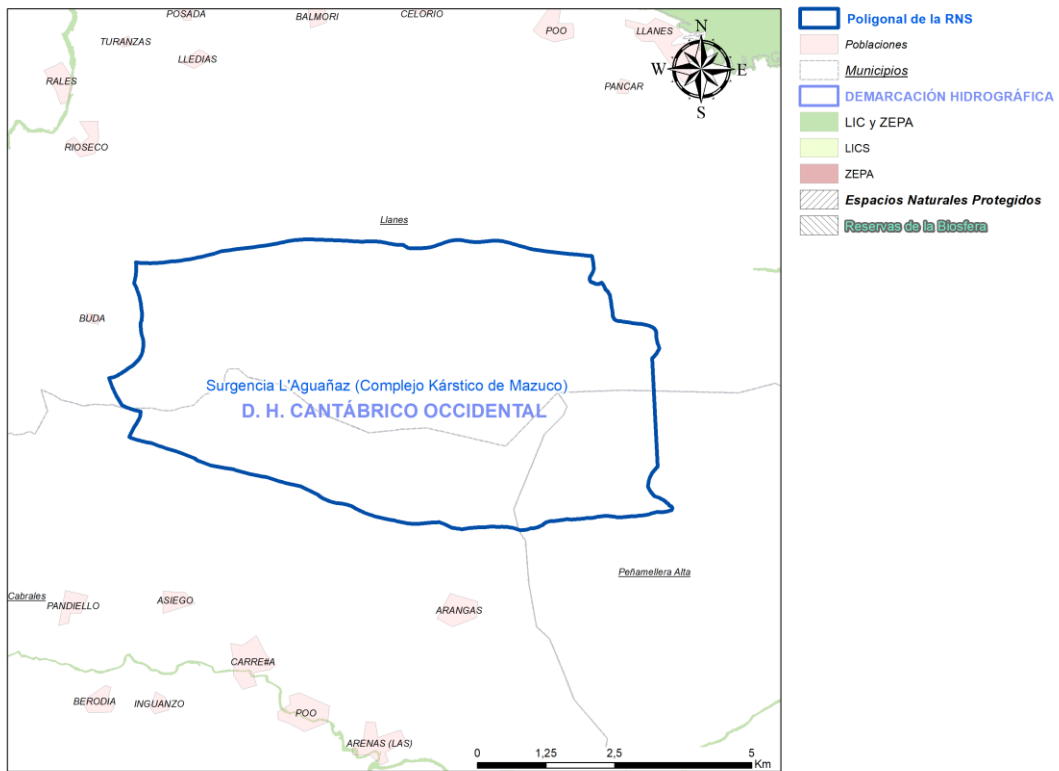 POSADA
BALMORI
CELORIO
TURANZAS
LLEDIAS
POO
LLANES
RALES
PANCAR
RIOSECO
N
W
E
S
Llanes
BUDA
Surgencia L'Aguañaz (Complejo Kárstico de Mazuco)
D. H. CANTÁBRICO OCCIDENTAL
Peñamellera Alta
Cabrales
PANDIELLO
ASIEGO
ARANGAS
CARRE#A
BERODIA
INGUANZO
POO
ARENAS (LAS)
0 1,25 2,5 5
Km
Poligonal de la RNS
Poblaciones
Municipios
DEMARCACIÓN HIDROGRÁFICA
LIC y ZEPA
LICS
ZEPA
Espacios Naturales Protegidos
Reservas de la Biosfera